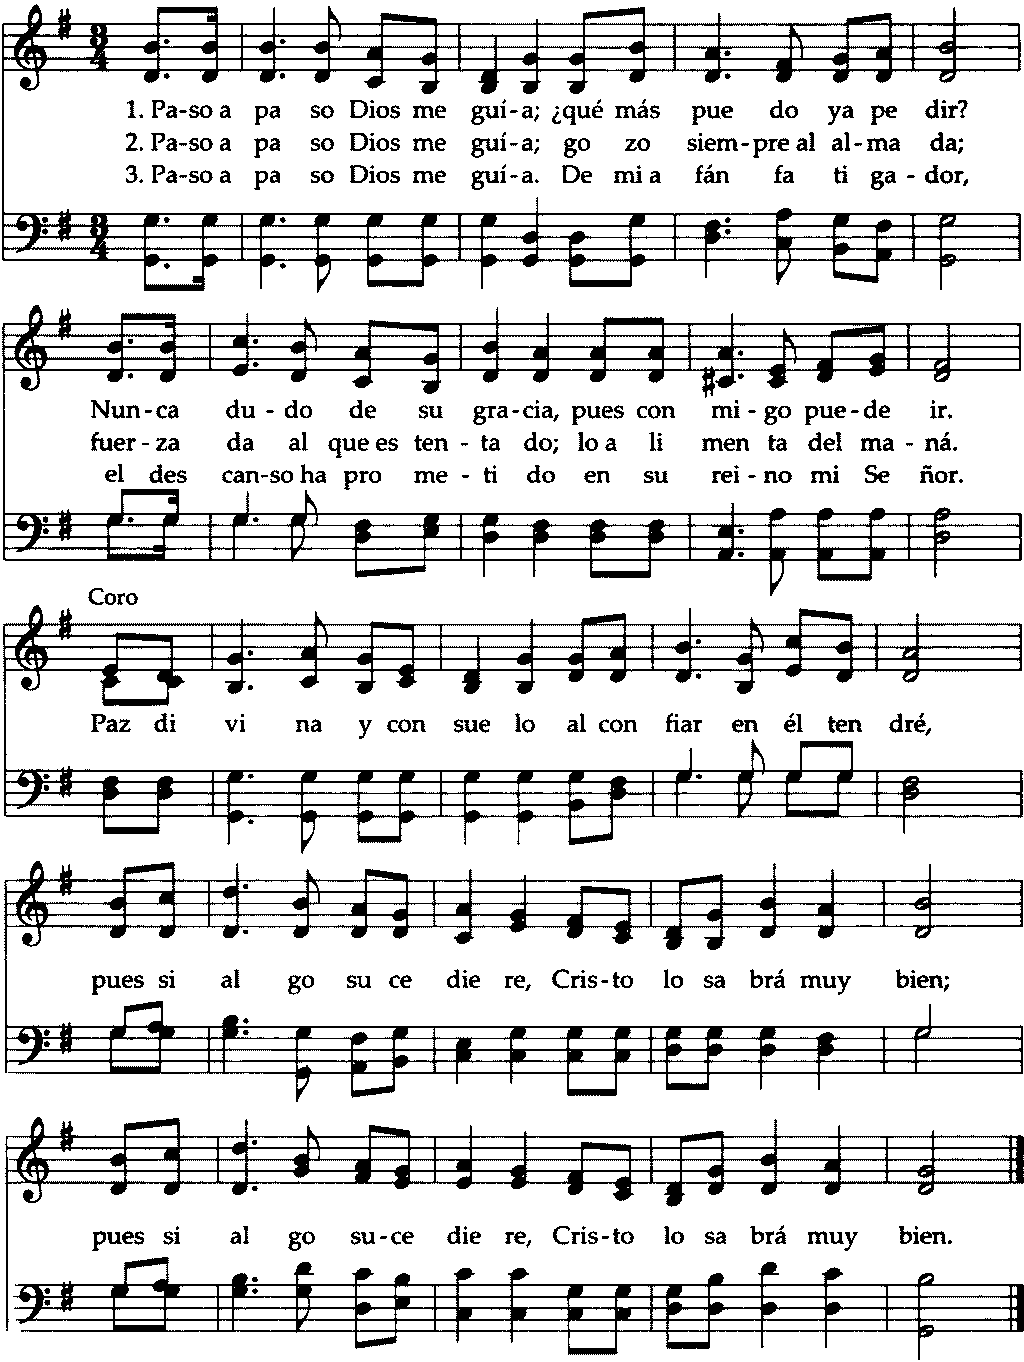 1. Pa-so a pa so Dios me guí-a; ¿qué más pue do ya pe dir?
2. Pa-so a pa so Dios me guí-a; go zo siem-pre al al-ma da;
3. Pa-so a pa so Dios me guí-a. De mi a fán fa ti ga-dor,
Nun-ca du-do de su gra-cia, pues con mi-go pue-de ir.
fuer-za da al que es ten-ta do; lo a li men ta del ma-ná.
el des can-so ha pro me-ti do en su rei-no mi Se ñor.
Coro
Paz di vi na y con sue lo al con fiar en él ten dré,
pues si al go su ce die re, Cris-to lo sa brá muy bien;
pues si al go su-ce die re, Cris-to lo sa brá muy bien.